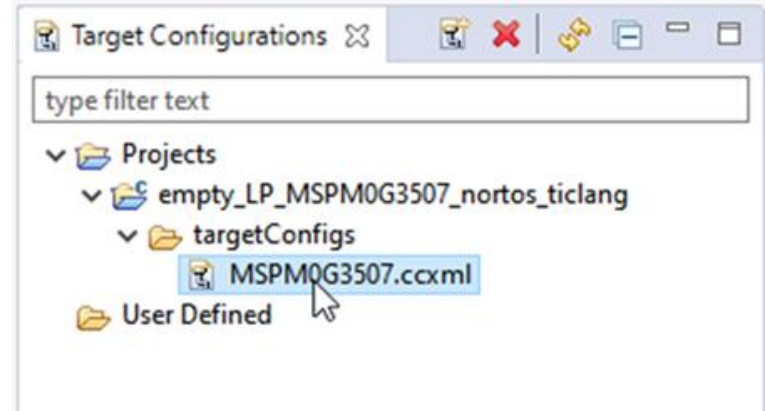 Target Configurations
type filter text
Projects
empty_LP_MSPM0G3507_nortos_ticlang
targetConfigs
MSPM0G3507.ccxml
User Defined